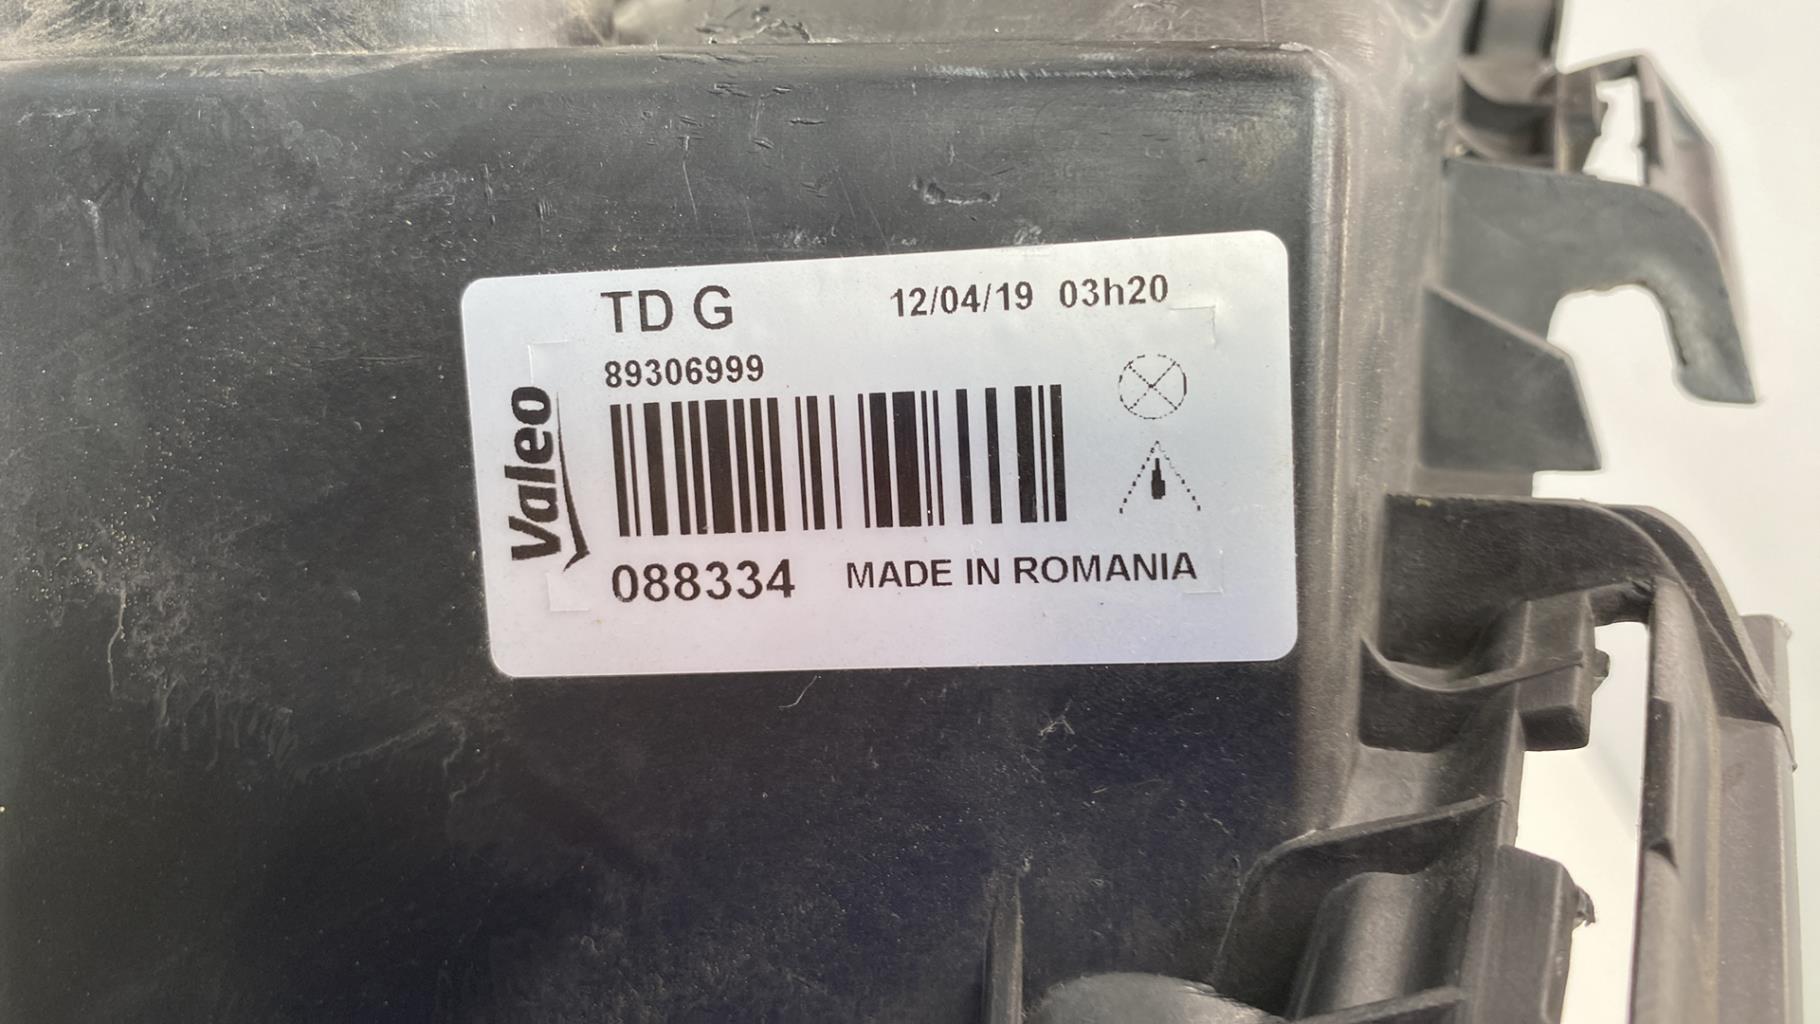 TD G
12/04/19 03h20
89306999
Valeo
088334
MADE IN ROMANIA